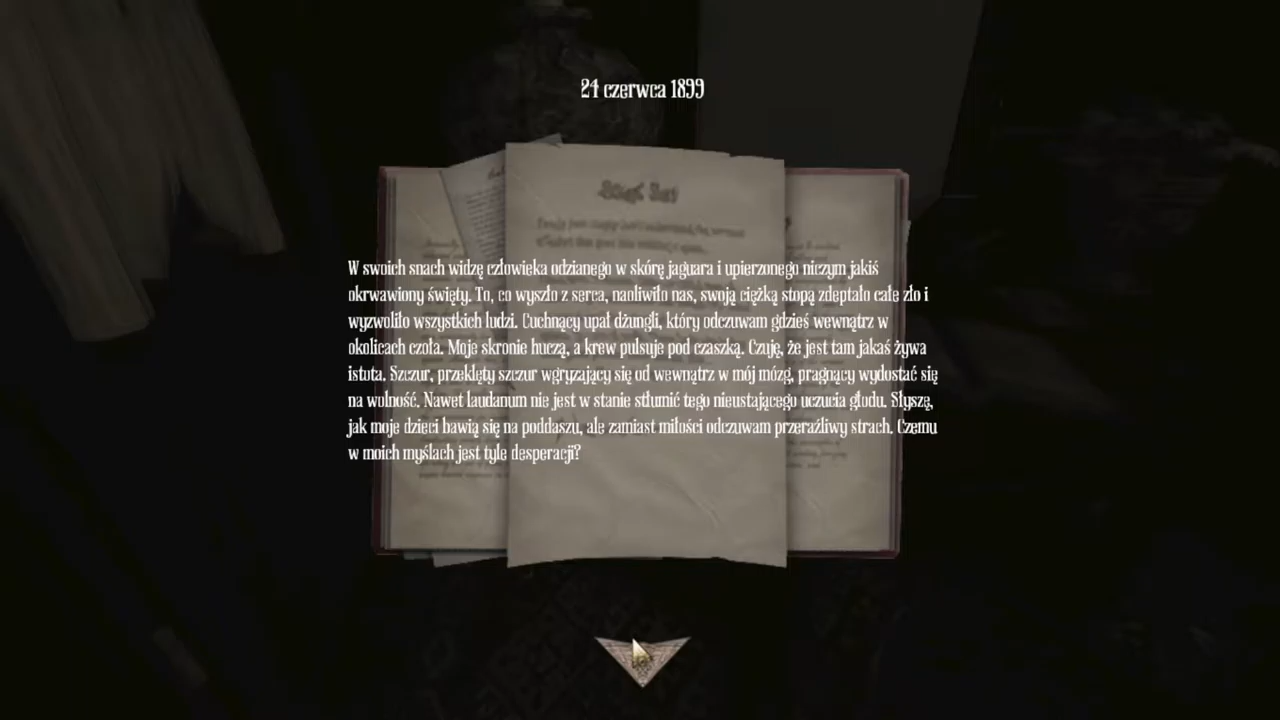 24 czerwca 1899
W swoich snach widzę człowieka odzianego w skórę jaguara i upierzonego niczym jakiś
okrwawiony święty. To, co wyszło z serca, naoliwiło nas, swoją ciężką stopą zdeptało całe zło i
wyzwoliło wszystkich ludzi. Cuchnący upał dżungli, który odczuwam gdzieś wewnątrz w
okolicach czoła. Moje skronie huczą, a krew pulsuje pod czaszką. Czuję, że jest tam jakaś żywa
istota. Szczur, przeklęty szczur wgryzający się od wewnątrz w mój mózg, pragnący wydostać się
na wolność. Nawet laudanum nie jest w stanie stłumić tego nieustającego uczucia głodu. Słyszę,
jak moje dzieci bawią się na poddaszu, ale zamiast miłości odczuwam przeraźliwy strach. Czemu
w moich myślach jest tyle desperacji?